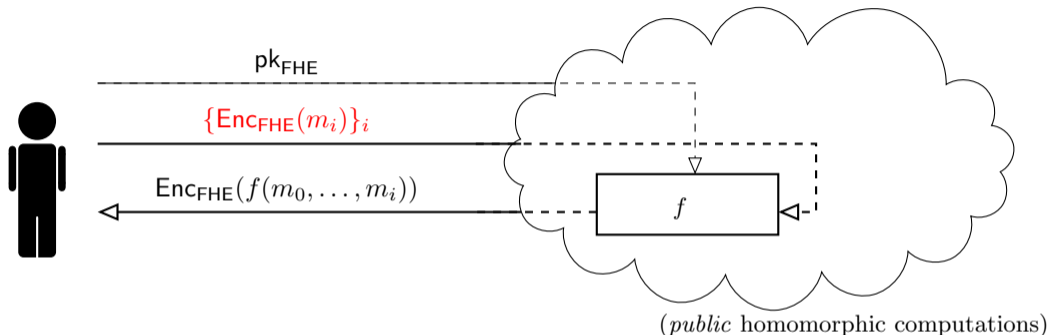 pk_FHE
{Enc_FHE(m_i)}_i
Enc_FHE(f(m_0, . . . , m_i))
f
(public homomorphic computations)